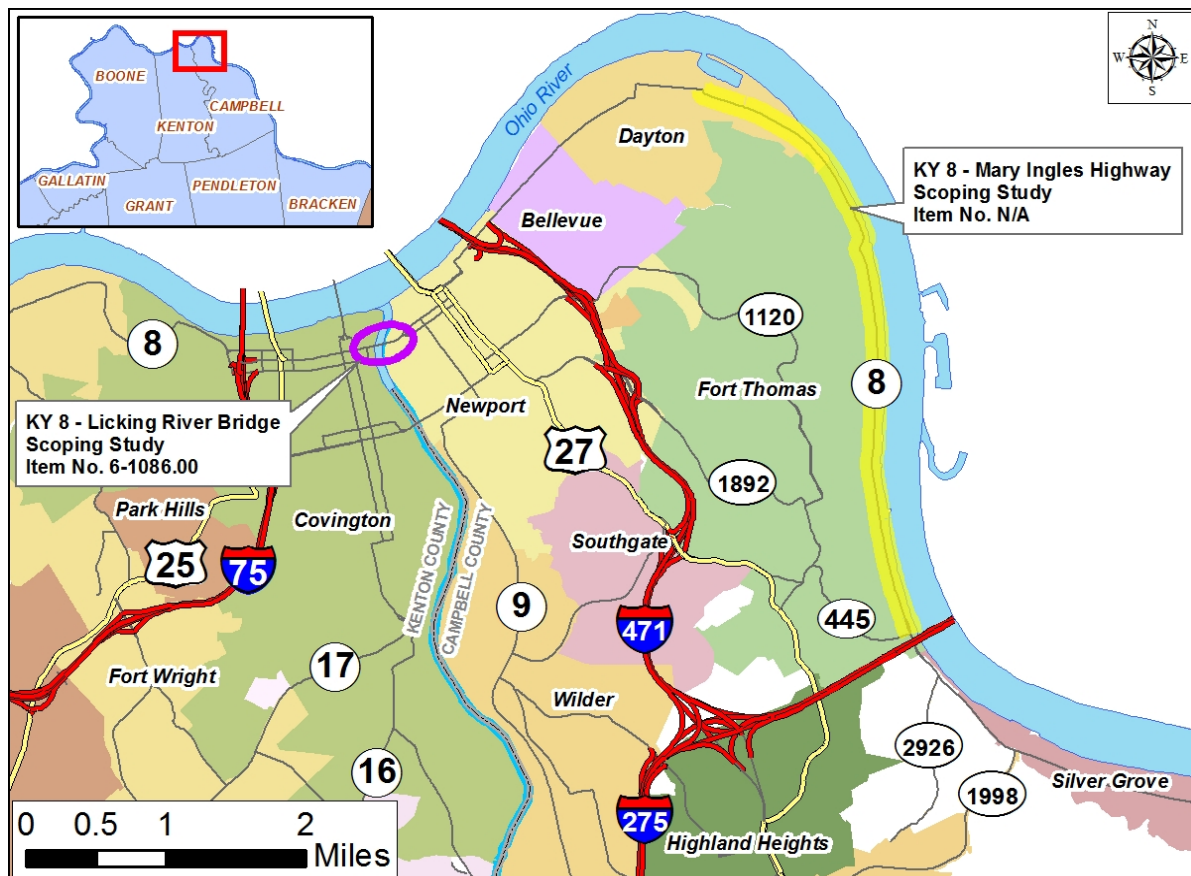 BOONE
CAMPBELL
KENTON
GALLATIN
PENDLETON
GRANT
BRACKEN
N
W E
S
Ohio River
Dayton
KY 8 - Mary Ingles Highway
Scoping Study
Item No. N/A
Bellevue
1120
8
8
Fort Thomas
KY 8 - Licking River Bridge
Scoping Study
Item No. 6-1086.00
Newport
27
1892
Park Hills
Covington
Southgate
25
75
KENTON COUNTY
CAMPBELL COUNTY
9
471
445
17
Fort Wright
Wilder
2926
16
1998
Silver Grove
275
Highland Heights
0 0.5 1 2
Miles